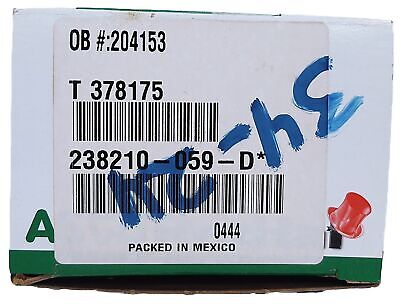 OB #:204153
T 378175
238210-059-D*
0444
PACKED IN MEXICO
A